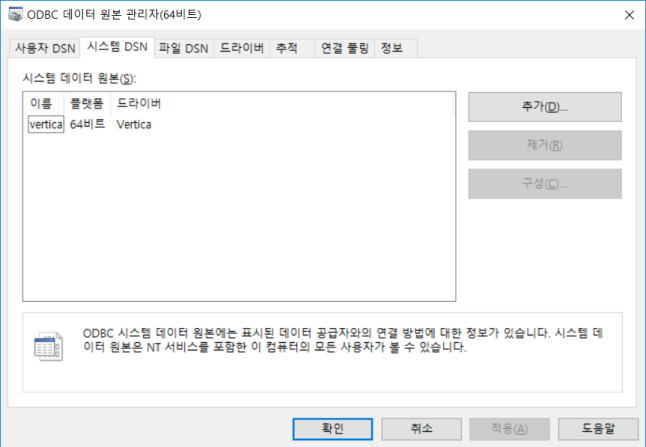 ODBC 데이터 원본 관리자(64비트)
사용자 DSN 시스템 DSN 파일 DSN 드라이버 추적 연결 풀링 정보
시스템 데이터 원본(S):
이름 플랫폼 드라이버
vertica 64비트 Vertica
추가(D)...
제거(R)
구성(C)...
ODBC 시스템 데이터 원본에는 표시된 데이터 공급자와의 연결 방법에 대한 정보가 있습니다. 시스템 데
이터 원본은 NT 서비스를 포함한 이 컴퓨터의 모든 사용자가 볼 수 있습니다.
확인 취소 적용(A) 도움말